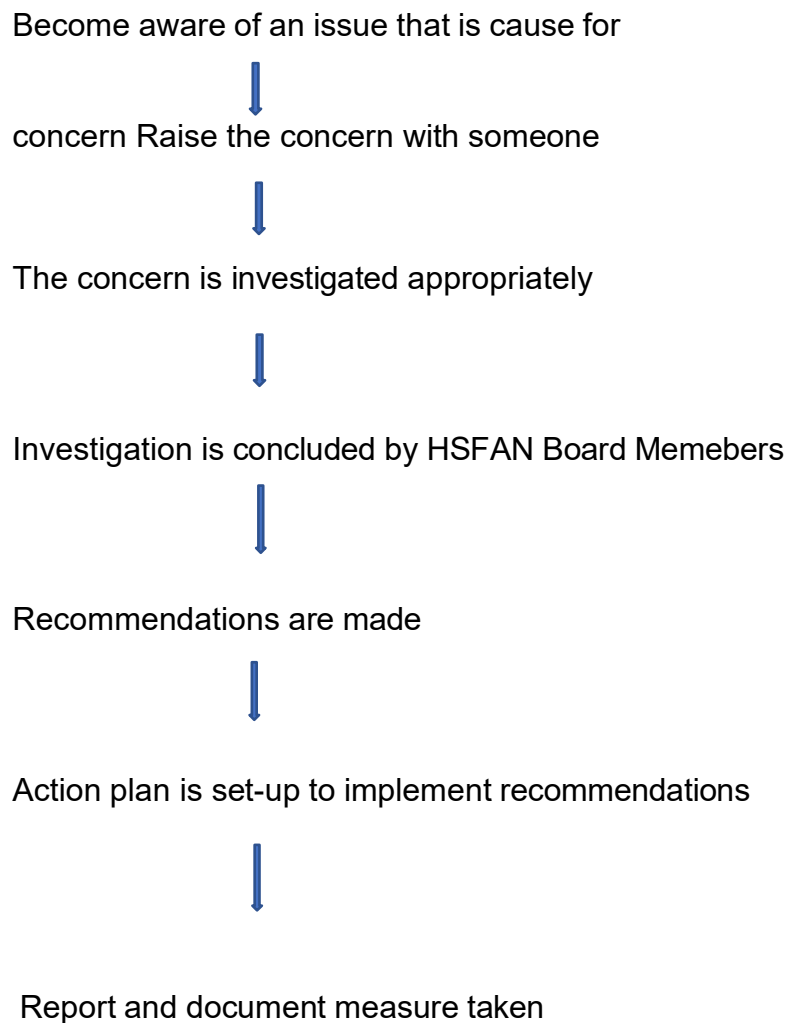 Become aware of an issue that is cause for
concern Raise the concern with someone
The concern is investigated appropriately
Investigation is concluded by HSFAN Board Memebers
Recommendations are made
Action plan is set-up to implement recommendations
Report and document measure taken